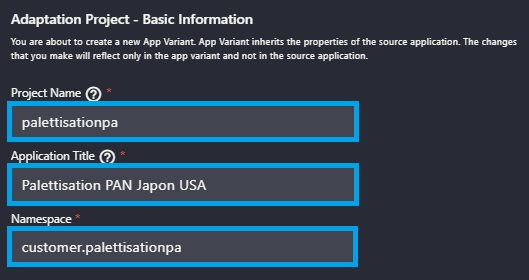 Adaptation Project - Basic Information
You are about to create a new App Variant. App Variant inherits the properties of the source application. The changes
that you make will reflect only in the app variant and not in the source application.
Project Name ? *
palettisationpa
Application Title ? *
Palettisation PAN Japon USA
Namespace *
customer.palettisationpa